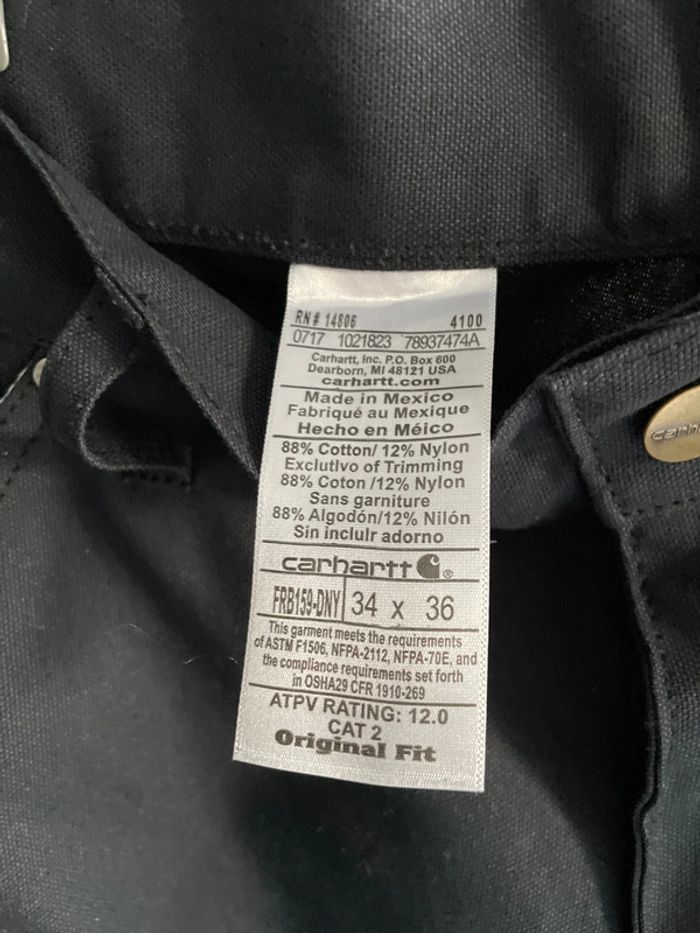 RN# 14806 4100
0717 1021823 78937474A
Carhartt, Inc. P.O. Box 600
Dearborn, MI 48121 USA
carhartt.com
Made in Mexico
Fabriqué au Mexique
Hecho en Méico
88% Cotton/ 12% Nylon
Exclutlvo of Trimming
88% Coton /12% Nylon
Sans garniture
88% Algodón/12% Nilón
Sin inclulr adorno
carhartt ®
FRB159-DNY 34 x 36
This garment meets the requirements
of ASTM F1506, NFPA-2112, NFPA-70E, and
the compliance requirements set forth
in OSHA29 CFR 1910-269
ATPV RATING: 12.0
CAT 2
Original Fit